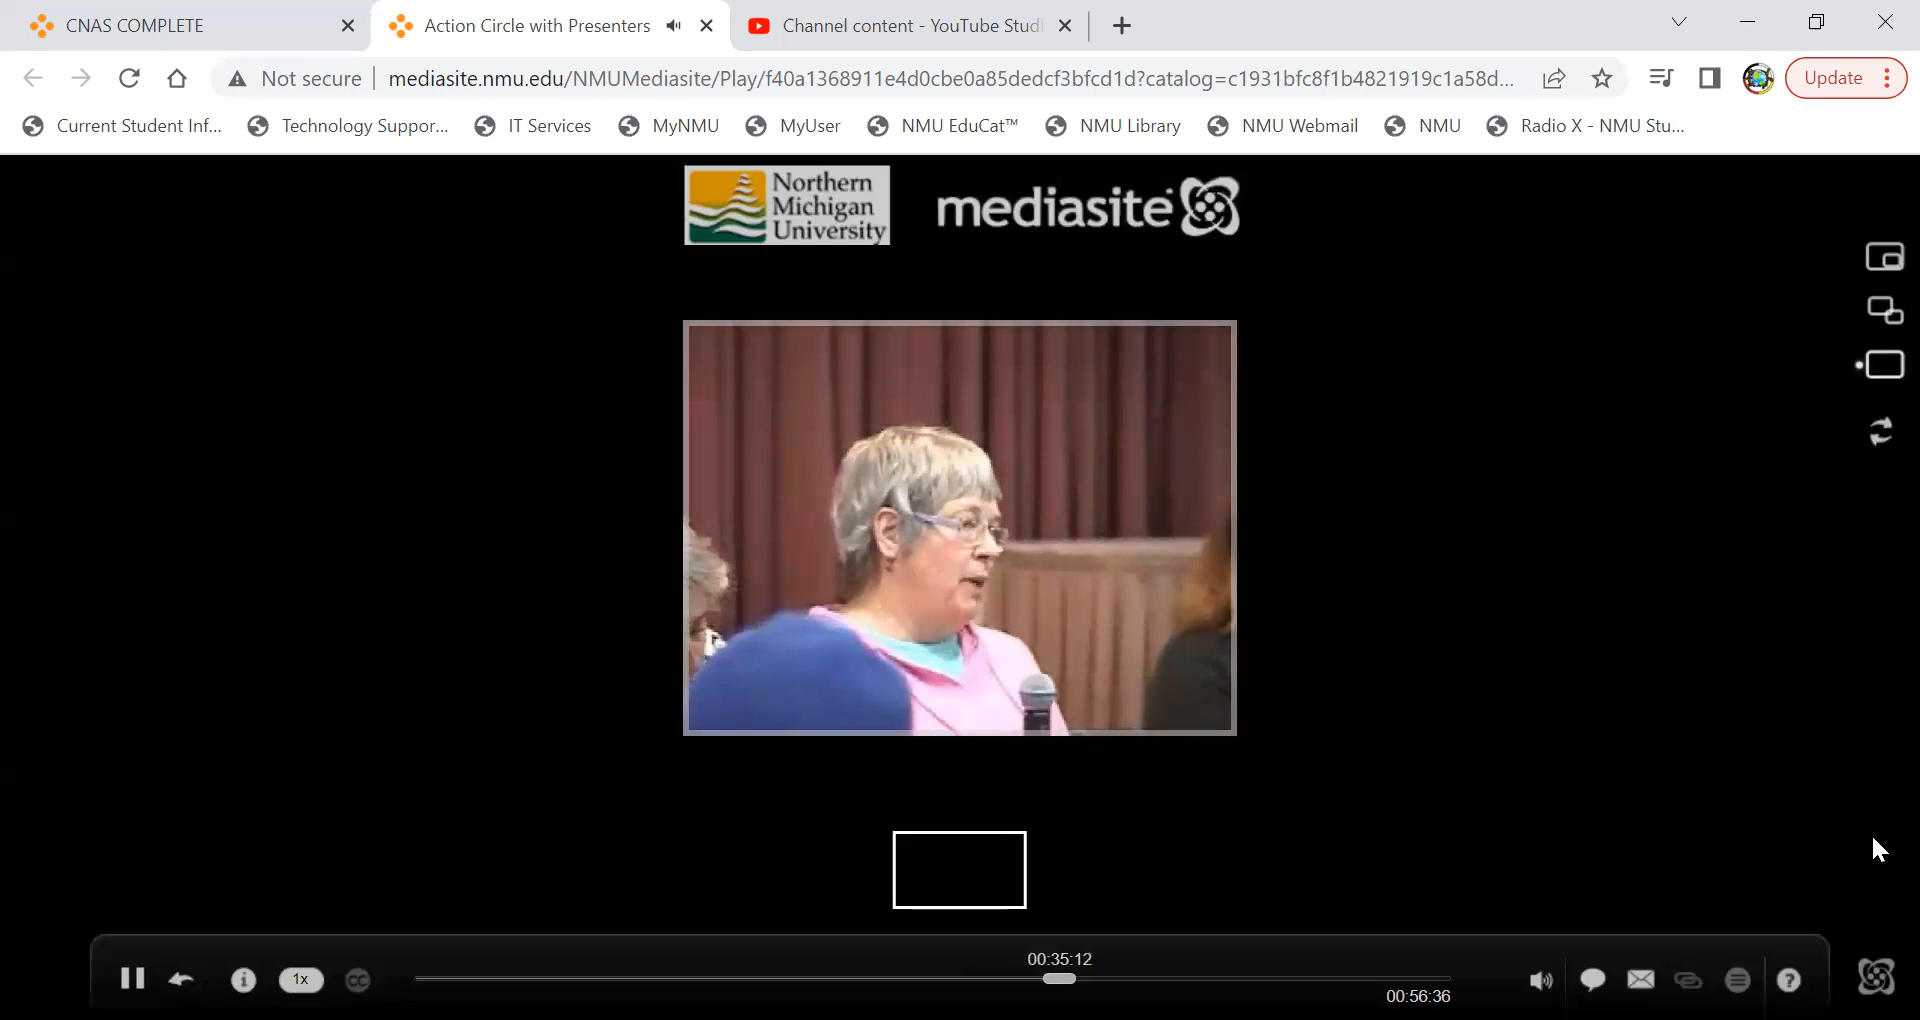 CNAS COMPLETE
Action Circle with Presenters
Channel content - YouTube Studi
Not secure
mediasite.nmu.edu/NMUMediasite/Play/f40a1368911e4d0cbe0a85dedcf3bfcd1d?catalog=c1931bfc8f1b4821919c1a58d...
Update
Current Student Inf...
Technology Suppor...
IT Services
MyNMU
MyUser
NMU EduCat™
NMU Library
NMU Webmail
NMU
Radio X - NMU Stu...
Northern
Michigan
University
mediasite
00:35:12
1x
cc
00:56:36